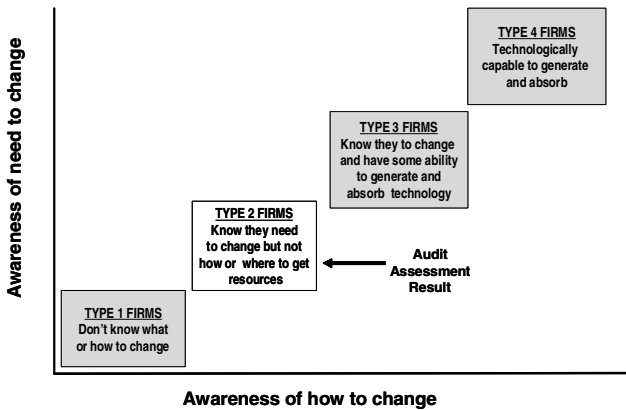 Awareness of need to change
TYPE 4 FIRMS
Technologically
capable to generate
and absorb
TYPE 3 FIRMS
Know they to change
and have some ability
to generate and
absorb technology
TYPE 2 FIRMS
Know they need
to change but not
how or where to get
resources
Audit
Assessment
Result
TYPE 1 FIRMS
Don't know what
or how to change
Awareness of how to change